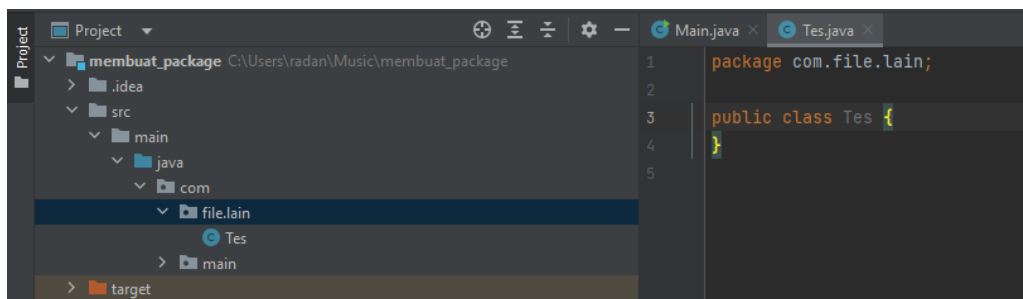 Project
Project
membuat_package C:\Users\radan\Music\membuat_package
.idea
src
main
java
com
file.lain
Tes
main
target
Main.java
Tes.java
1 package com.file.lain;
2
3 public class Tes {
4 }
5